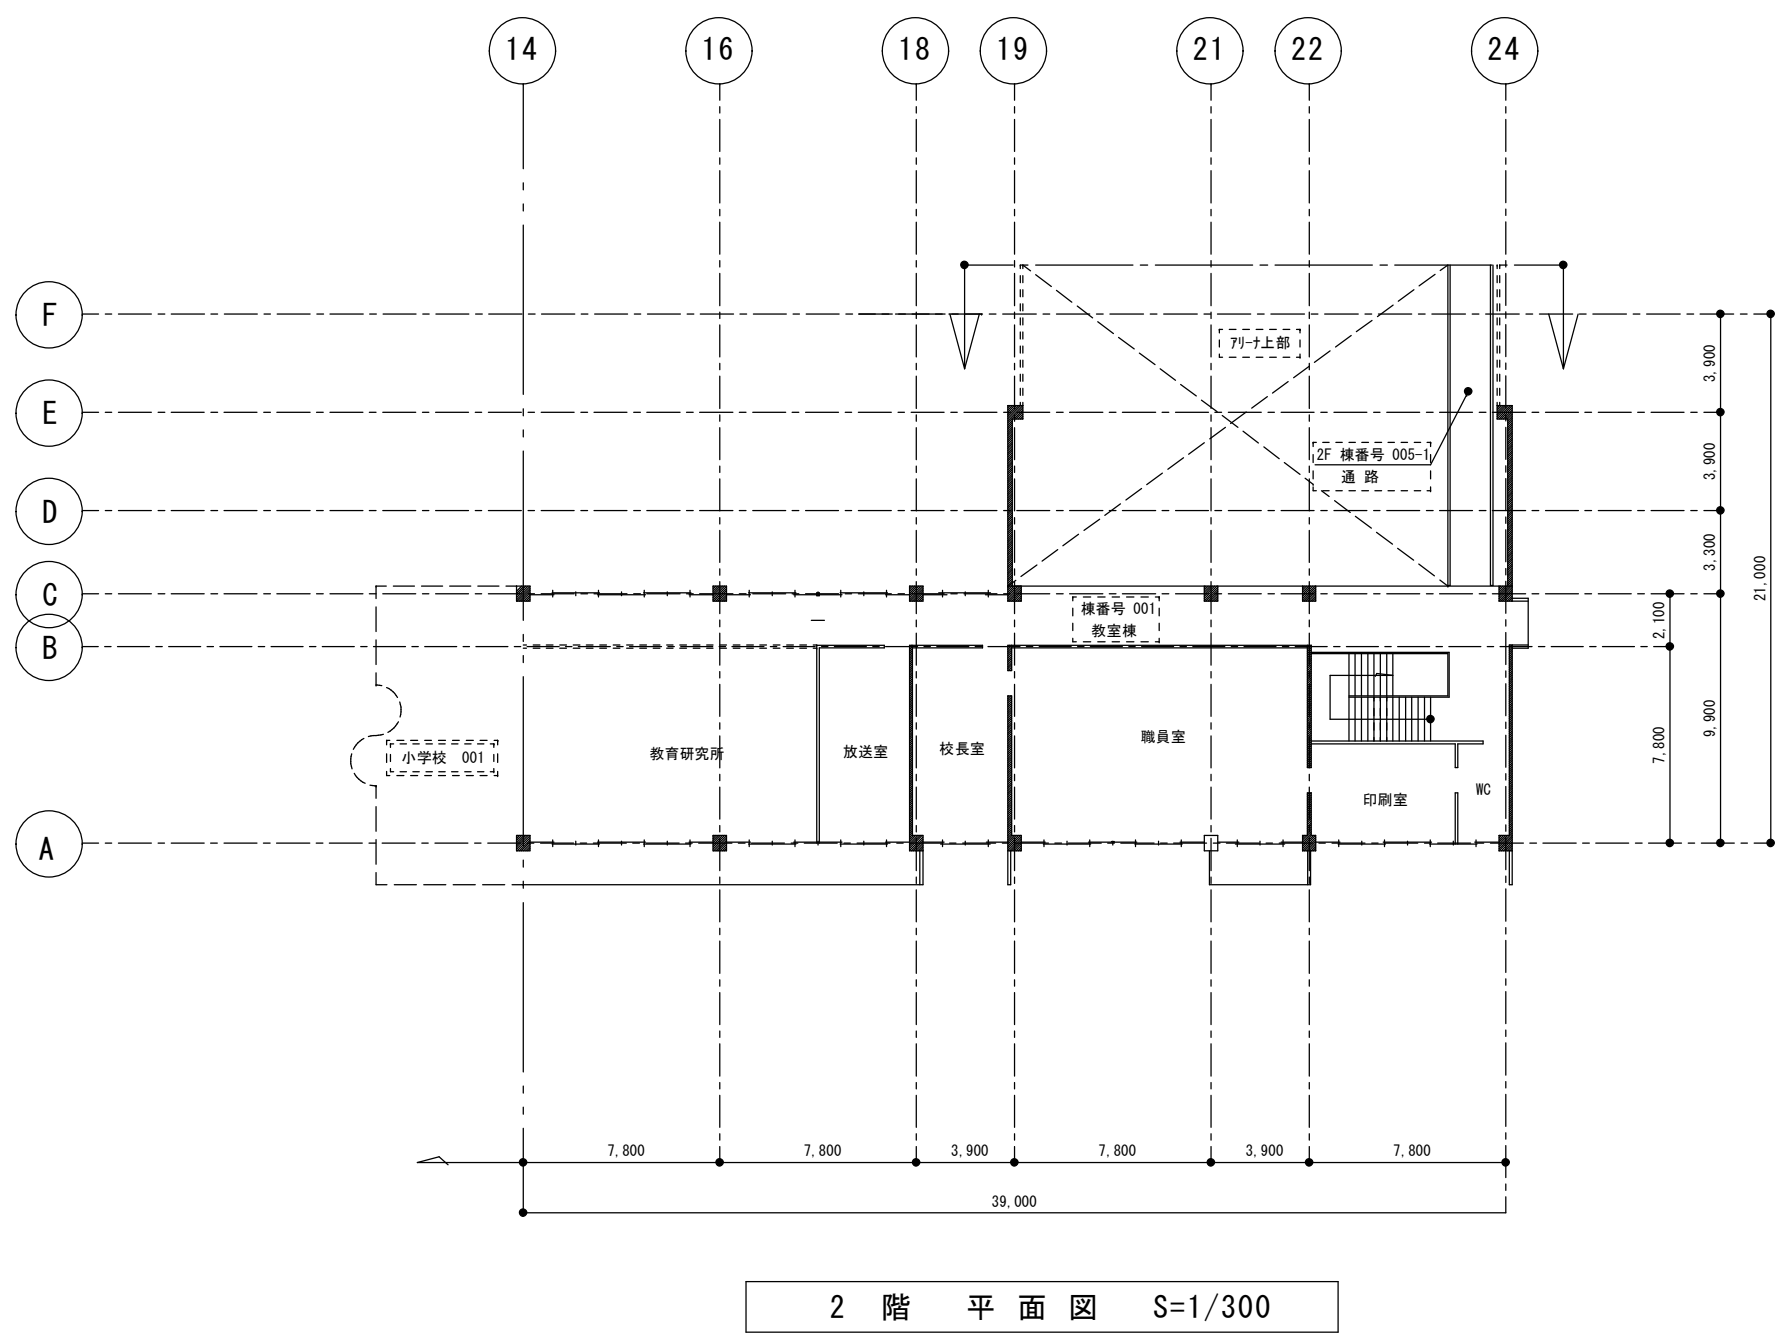 14 16 18 19 21 22 24
F
E
D
C
B
A
ｱﾘｰﾅ上部
2F 棟番号 005-1
通 路
棟番号 001
教室棟
小学校 001
教育研究所
放送室
校長室
職員室
印刷室
WC
3,900
3,900
3,300
21,000
2,100
7,800
9,900
7,800 7,800 3,900 7,800 3,900 7,800
39,000
2 階 平 面 図 S=1/300